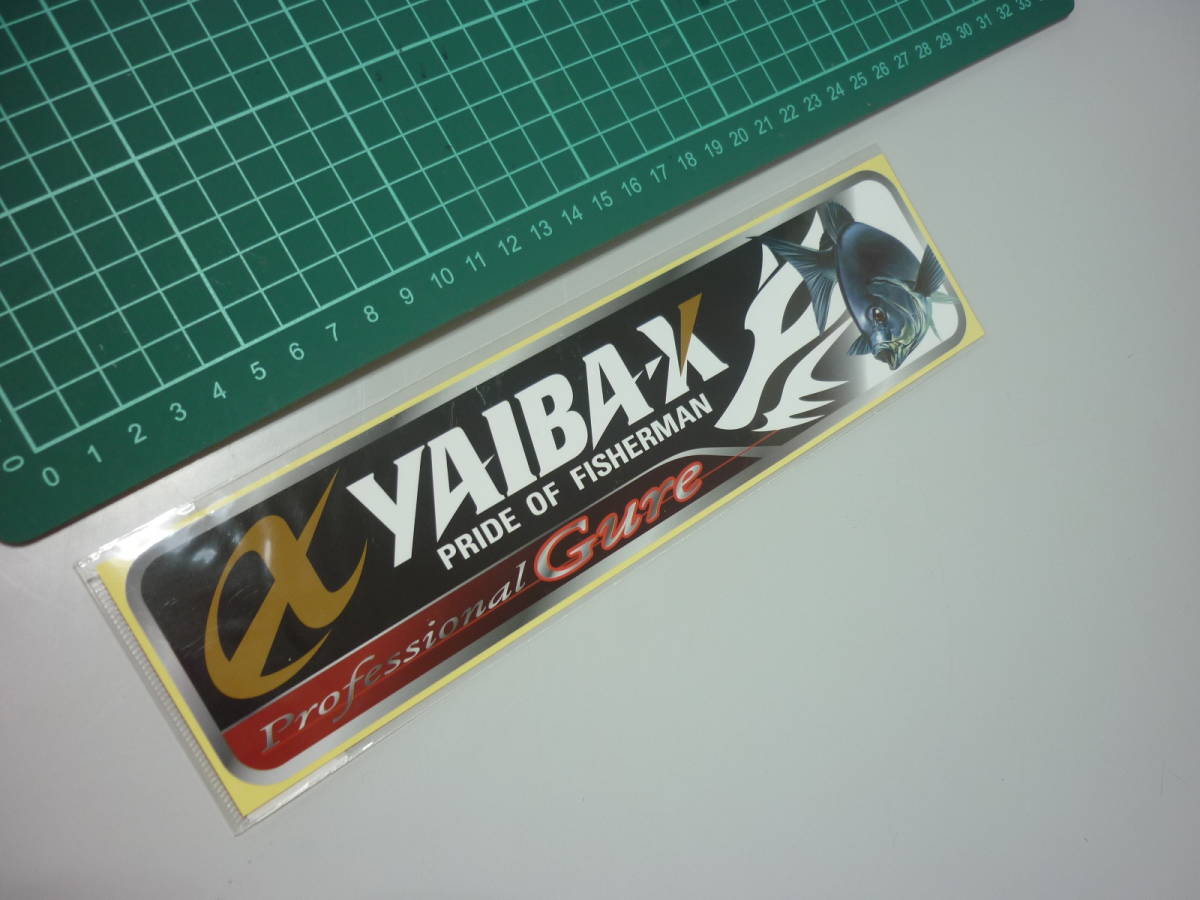 0
0 1 2 3 4 5 6 7 8 9 10 11 12 13 14 15 16 17 18 19 20 21 22 23 24 25 26 27 28 29 30 31 32 33
α YAIBA-X
PRIDE OF FISHERMAN
Professional Gure